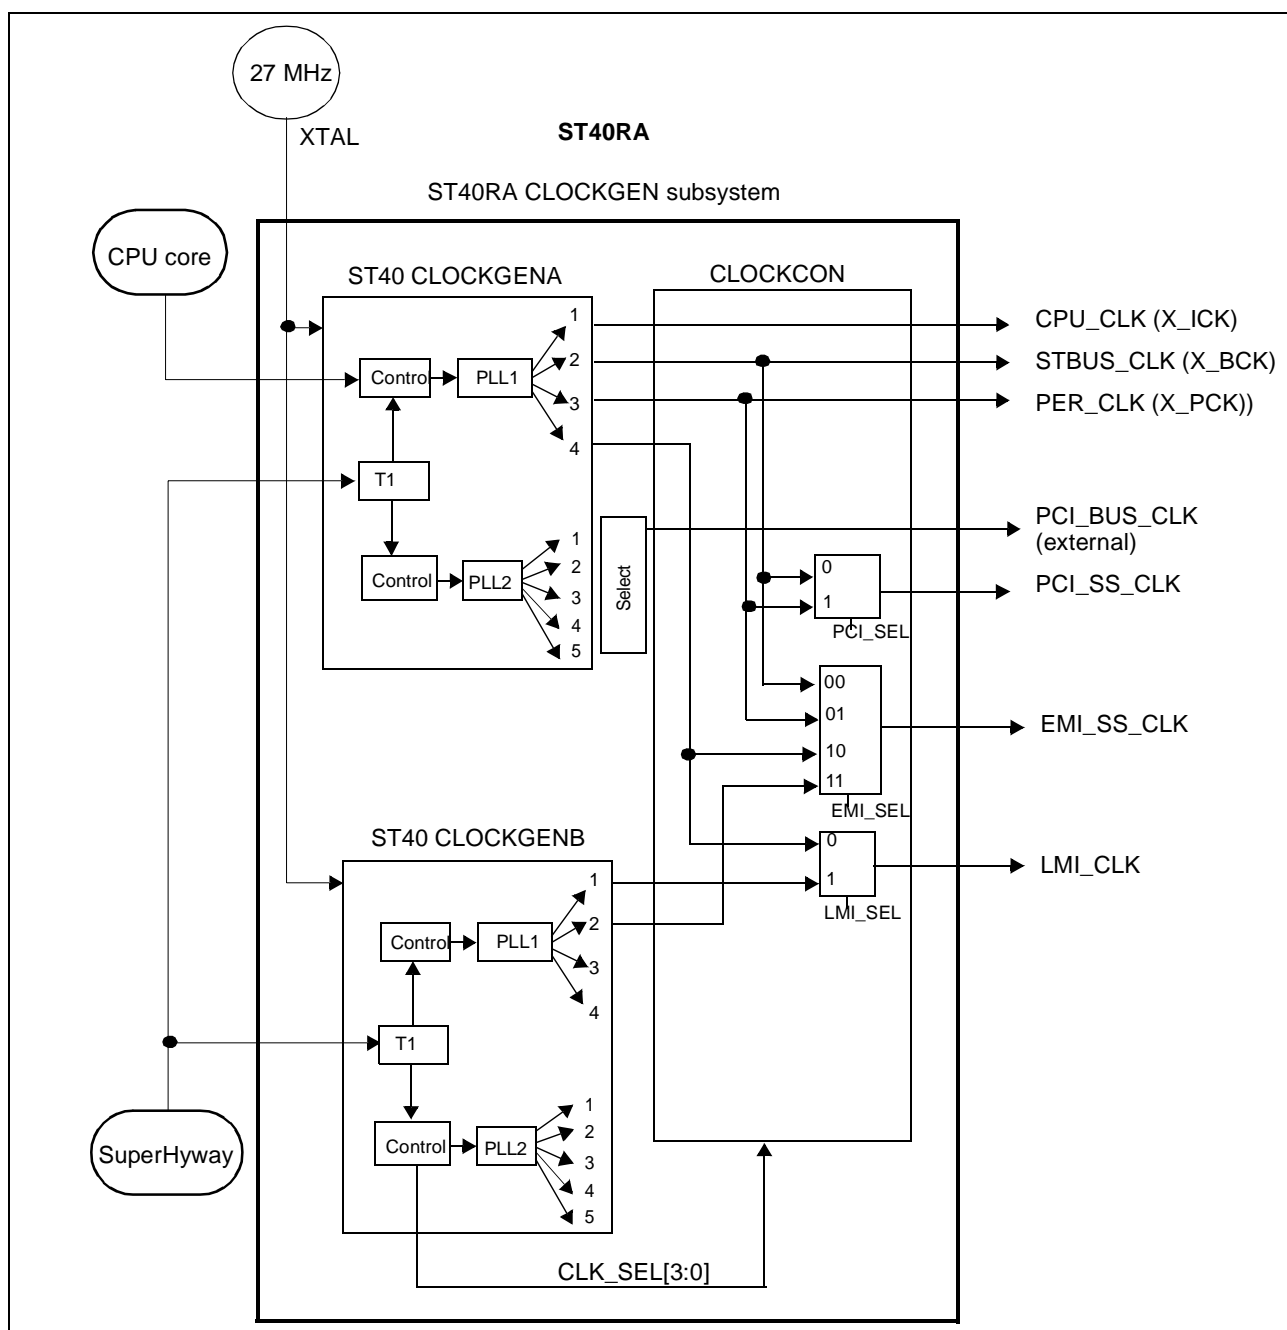 27 MHz
XTAL
ST40RA
ST40RA CLOCKGEN subsystem
CPU core
ST40 CLOCKGENA
CLOCKCON
1
CPU_CLK (X_ICK)
2
STBUS_CLK (X_BCK)
Control
PLL1
3
PER_CLK (X_PCK))
4
T1
PCI_BUS_CLK
(external)
1
2
Control
PLL2
3
4
5
Select
0
1
PCI_SEL
PCI_SS_CLK
00
01
10
11
EMI_SEL
EMI_SS_CLK
ST40 CLOCKGENB
0
1
LMI_SEL
LMI_CLK
1
2
Control
PLL1
3
4
T1
SuperHyway
1
2
Control
PLL2
3
4
5
CLK_SEL[3:0]